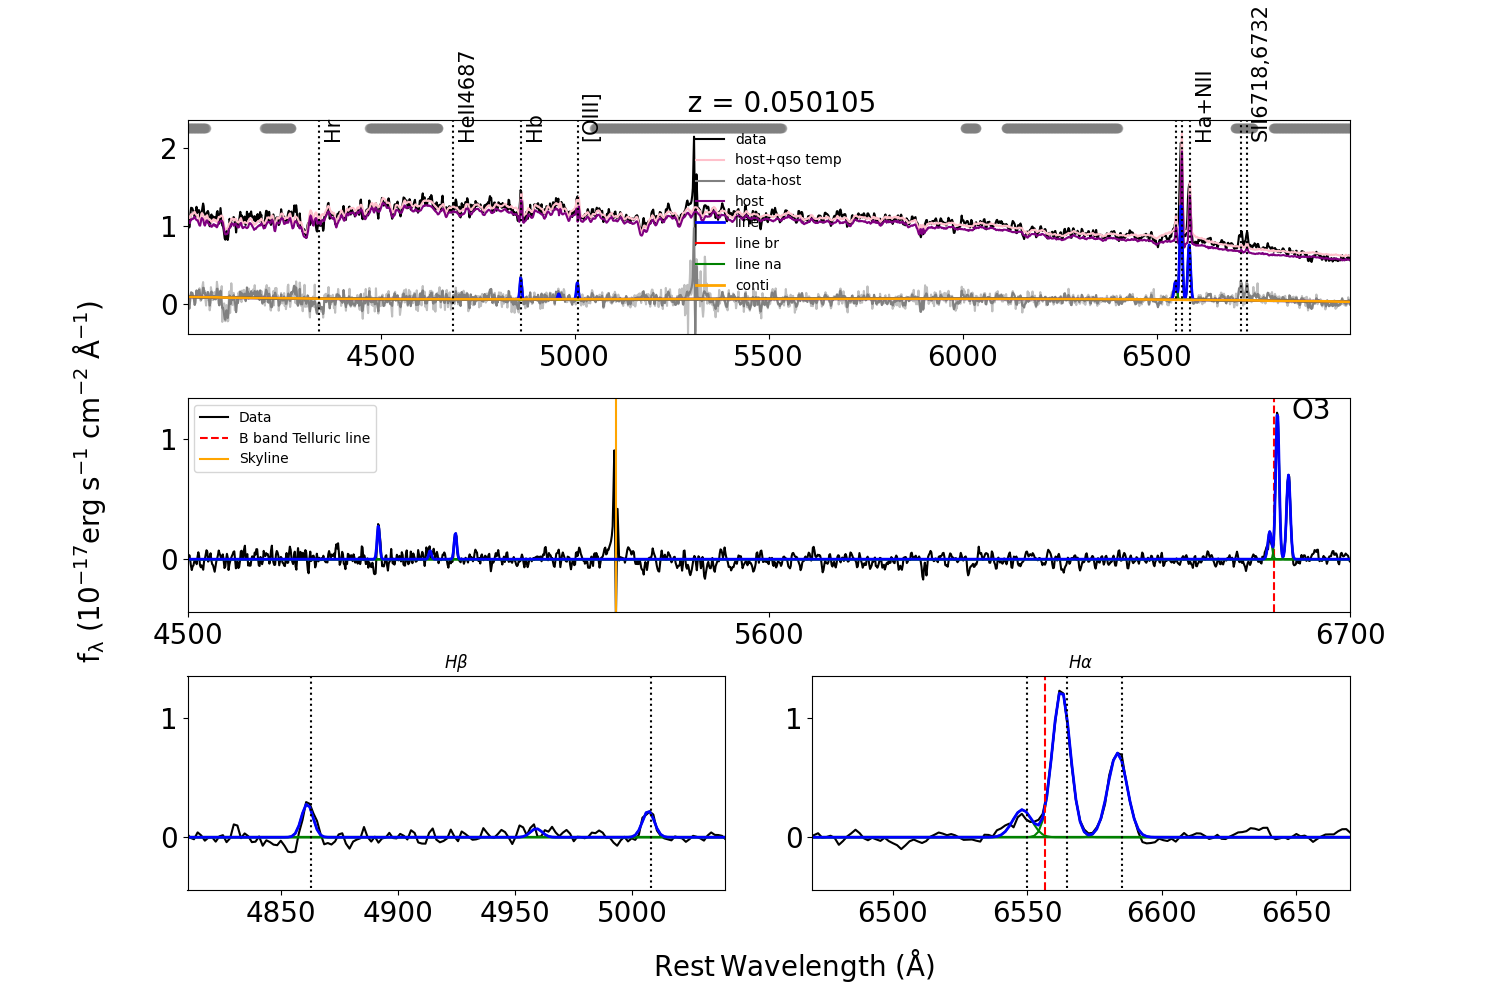 z = 0.050105
Hr
HeII4687
Hb
[OIII]
Ha+NII
SII6718,6732
data
host+qso temp
data-host
host
line
line br
line na
conti
2
1
0
4500 5000 5500 6000 6500
Data
B band Telluric line
Skyline
O3
1
0
4500 5600 6700
fλ (10−17erg s−1 cm−2 Å−1)
Hβ
1
0
4850 4900 4950 5000
Hα
1
0
6500 6550 6600 6650
Rest Wavelength (Å)